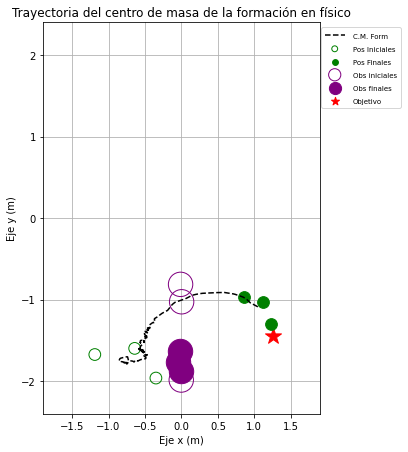 Trayectoria del centro de masa de la formación en físico
C.M. Form
Pos Iniciales
Pos Finales
Obs iniciales
Obs finales
Objetivo
2
1
0
−1
−2
Eje y (m)
−1.5 −1.0 −0.5 0.0 0.5 1.0 1.5
Eje x (m)